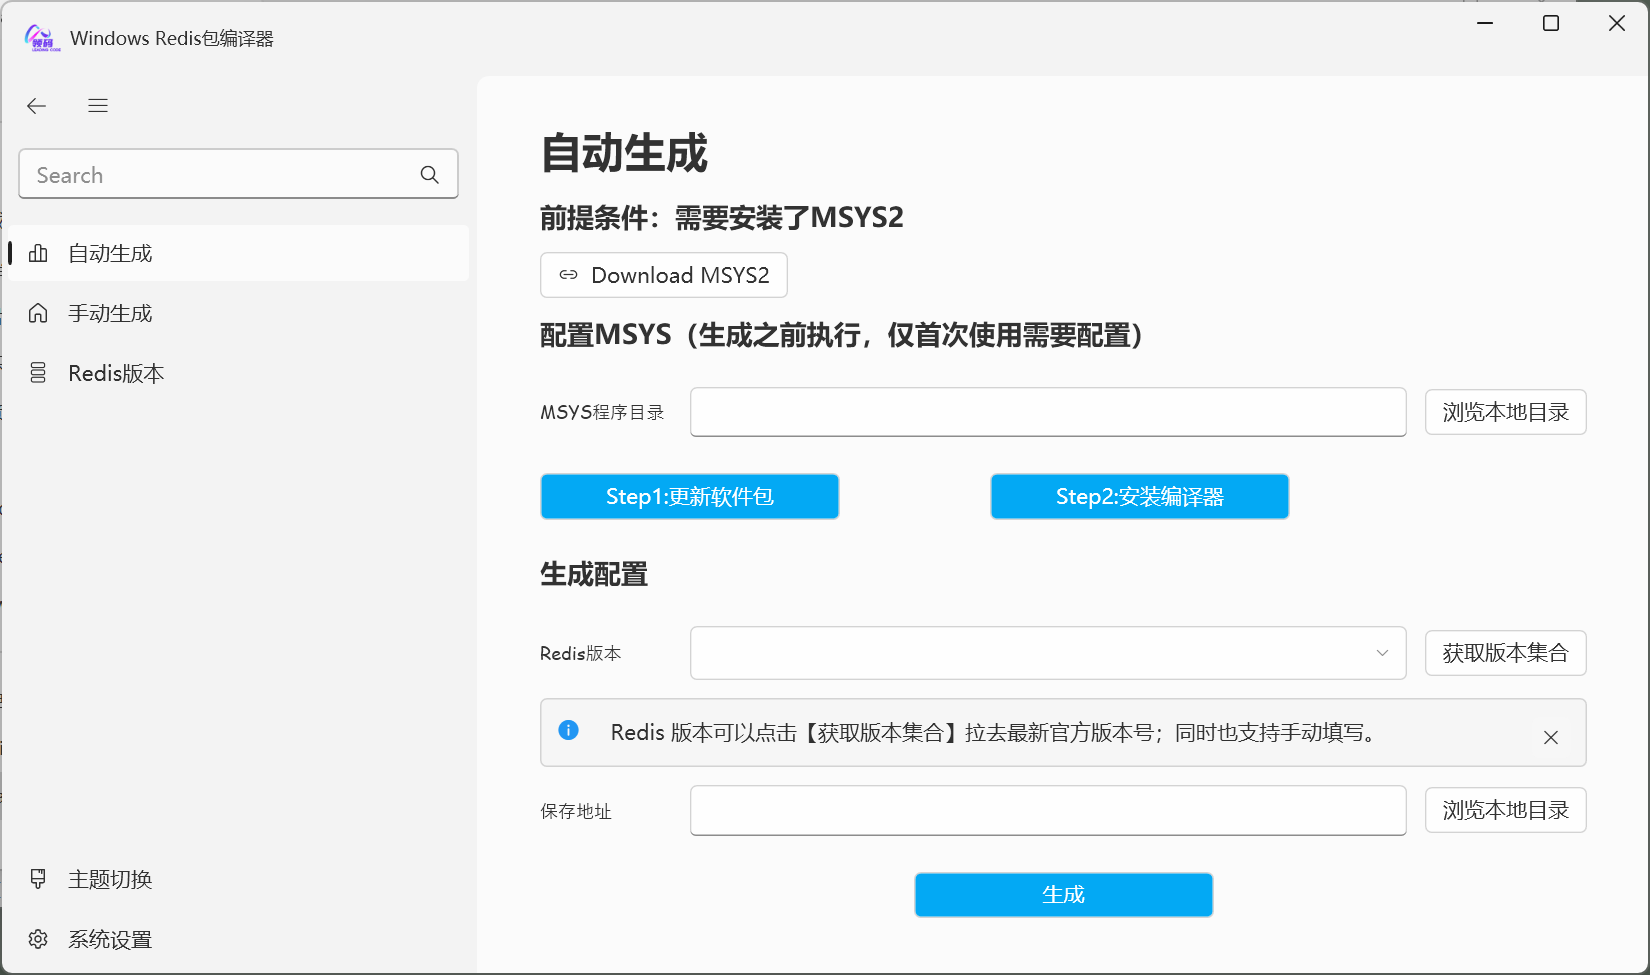 领码
LEADING CODE
Windows Redis包编译器
Search
自动生成
手动生成
Redis版本
主题切换
系统设置
自动生成
前提条件：需要安装了MSYS2
Download MSYS2
配置MSYS（生成之前执行，仅首次使用需要配置）
MSYS程序目录
浏览本地目录
Step1:更新软件包
Step2:安装编译器
生成配置
Redis版本
获取版本集合
Redis 版本可以点击【获取版本集合】拉去最新官方版本号；同时也支持手动填写。
保存地址
浏览本地目录
生成